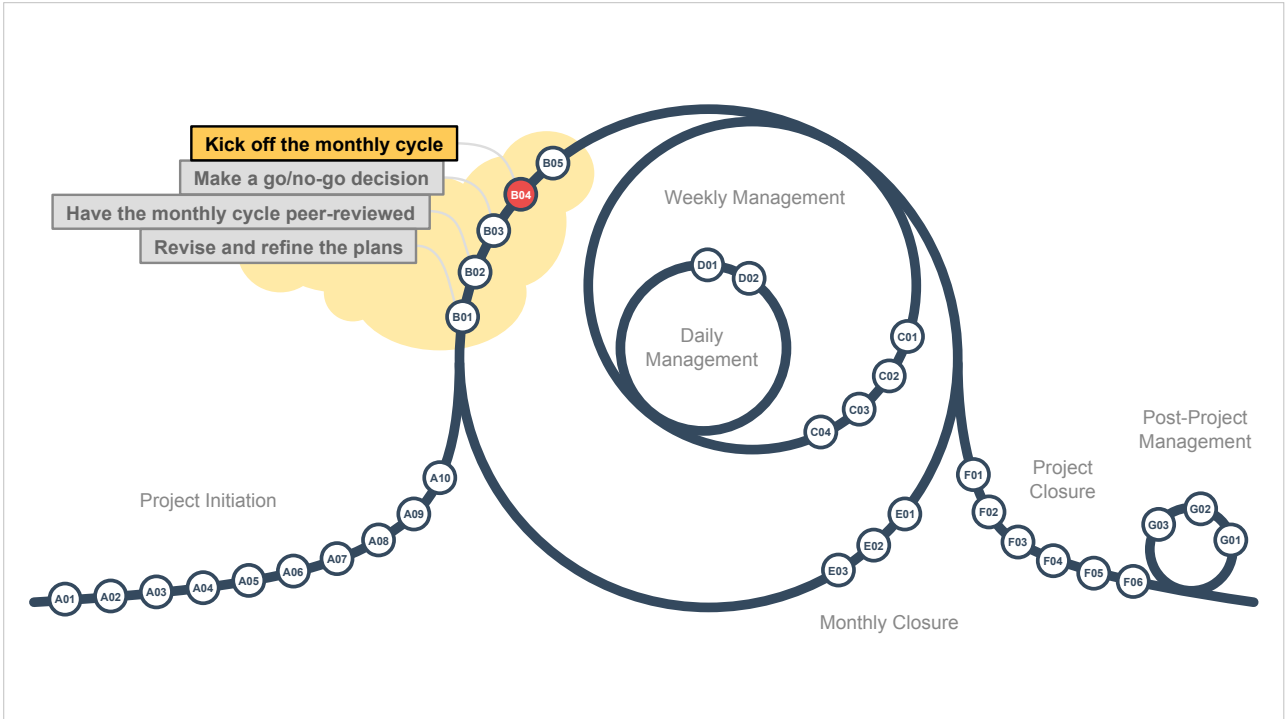 Kick off the monthly cycle
Make a go/no-go decision
Have the monthly cycle peer-reviewed
Revise and refine the plans
B05
B04
B03
B02
B01
Weekly Management
D01
D02
Daily
Management
C01
C02
C03
C04
Project Initiation
A01
A02
A03
A04
A05
A06
A07
A08
A09
A10
E01
E02
E03
Monthly Closure
Project
Closure
F01
F02
F03
F04
F05
F06
Post-Project
Management
G03
G02
G01